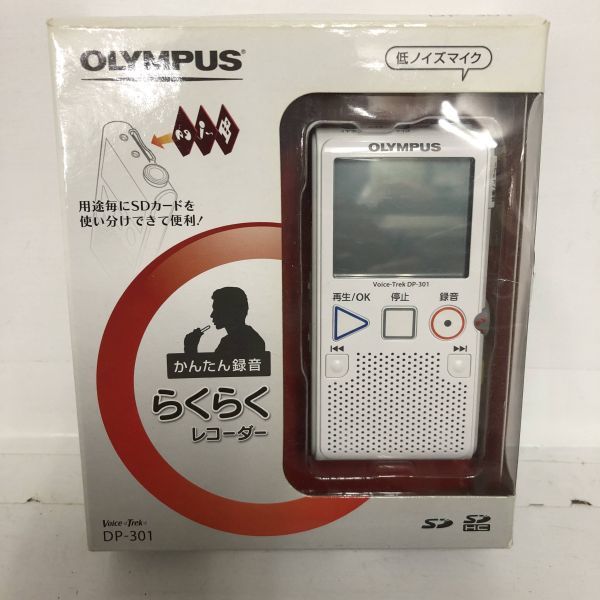 OLYMPUS
低ノイズマイク
用途毎にSDカードを
使い分けできて便利!
かんたん録音
らくらく
レコーダー
Voice-Trek
DP-301
OLYMPUS
Voice-Trek DP-301
再生/OK 停止 録音
SD SD HC